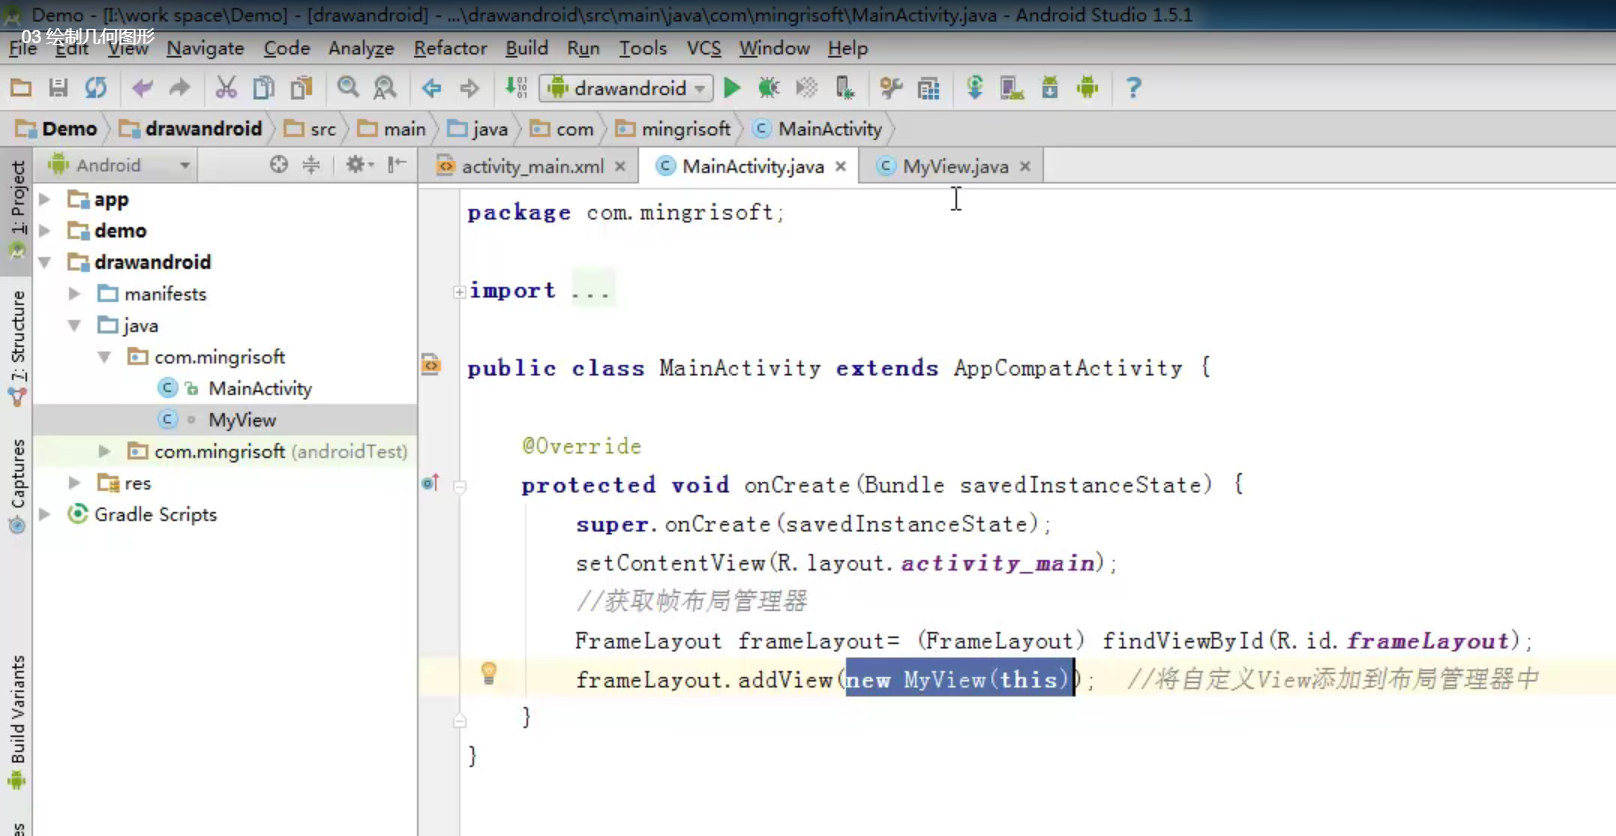 Demo - [I:\work space\Demo] - [drawandroid] - ...\drawandroid\src\main\java\com\mingrisoft\MainActivity.java - Android Studio 1.5.1
03 绘制几何图形
File Edit View Navigate Code Analyze Refactor Build Run Tools VCS Window Help
drawandroid
Demo drawandroid src main java com mingrisoft MainActivity
Android
activity_main.xml MainActivity.java MyView.java
1: Project
7: Structure
Captures
Build Variants
app
demo
drawandroid
manifests
java
com.mingrisoft
MainActivity
MyView
com.mingrisoft (androidTest)
res
Gradle Scripts
package com.mingrisoft;
import ...
public class MainActivity extends AppCompatActivity {
@Override
protected void onCreate(Bundle savedInstanceState) {
super.onCreate(savedInstanceState);
setContentView(R.layout.activity_main);
//获取帧布局管理器
FrameLayout frameLayout= (FrameLayout) findViewById(R.id.frameLayout);
frameLayout.addView(new MyView(this)); //将自定义View添加到布局管理器中
}
}